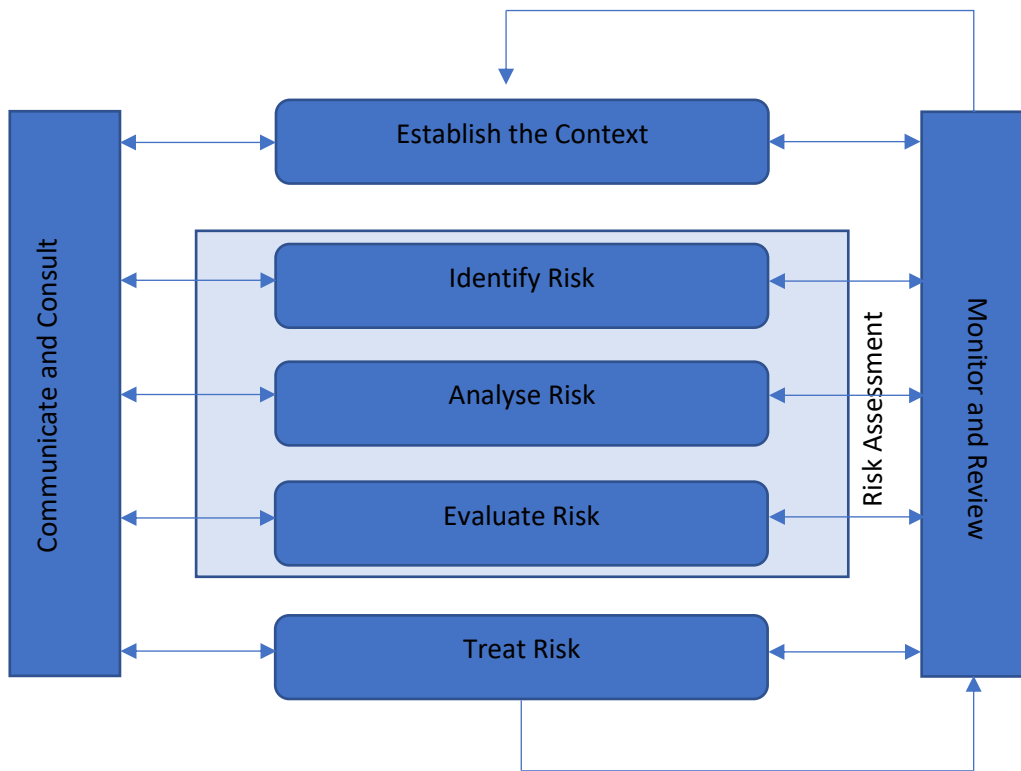 Establish the Context
Communicate and Consult
Identify Risk
Analyse Risk
Evaluate Risk
Risk Assessment
Monitor and Review
Treat Risk